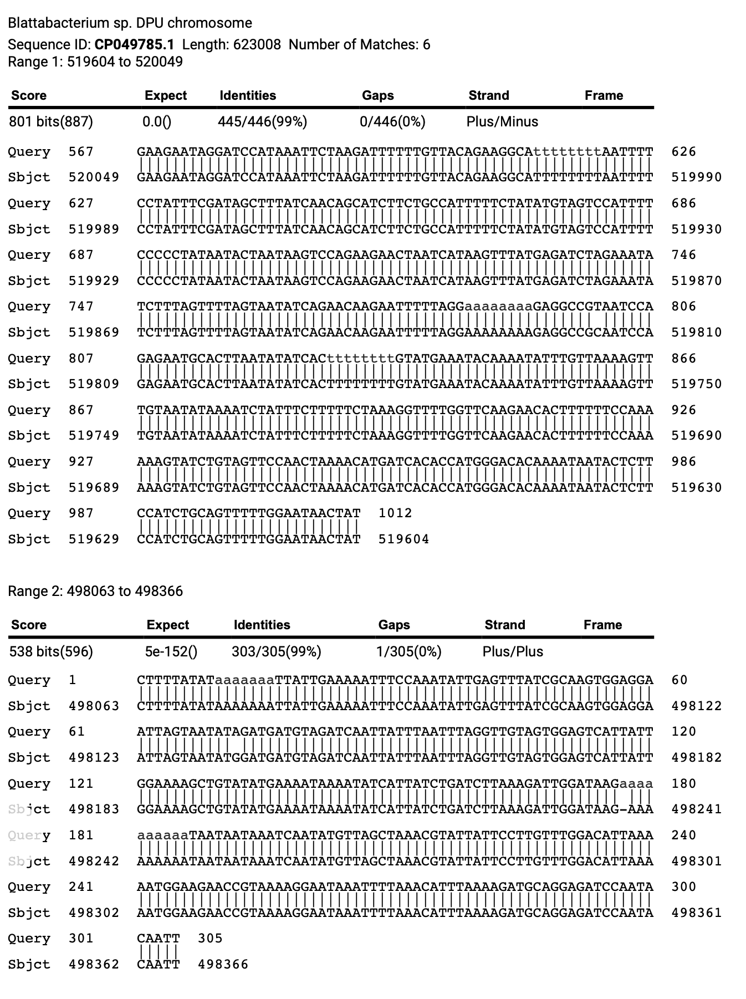 Blattabacterium sp. DPU chromosome
Sequence ID: CP049785.1 Length: 623008 Number of Matches: 6
Range 1: 519604 to 520049
Score Expect Identities Gaps Strand Frame
801 bits(887) 0.0() 445/446(99%) 0/446(0%) Plus/Minus
Query 567 GAAGAATAGGATCCATAAATTCTAAGATTTTTTGTTACAGAAGGCAttttttttAATTTT 626
Sbjct 520049 GAAGAATAGGATCCATAAATTCTAAGATTTTTTGTTACAGAAGGCATTTTTTTTAATTTT 519990
Query 627 CCTATTTCGATAGCTTTATCAACAGCATCTTCTGCCATTTTTCTATATGTAGTCCATTTT 686
Sbjct 519989 CCTATTTCGATAGCTTTATCAACAGCATCTTCTGCCATTTTTCTATATGTAGTCCATTTT 519930
Query 687 CCCCCTATAATACTAATAAGTCCAGAAGAACTAATCATAAGTTTATGAGATCTAGAAATA 746
Sbjct 519929 CCCCCTATAATACTAATAAGTCCAGAAGAACTAATCATAAGTTTATGAGATCTAGAAATA 519870
Query 747 TCTTTAGTTTTAGTAATATCAGAACAAGAATTTTTAGGaaaaaaaaGAGGCCGTAATCCA 806
Sbjct 519869 TCTTTAGTTTTAGTAATATCAGAACAAGAATTTTTAGGAAAAAAAAGAGGCCGCAATCCA 519810
Query 807 GAGAATGCACTTAATATATCACttttttttGTATGAAATACAAAATATTTGTTAAAAGTT 866
Sbjct 519809 GAGAATGCACTTAATATATCACTTTTTTTTGTATGAAATACAAAATATTTGTTAAAAGTT 519750
Query 867 TGTAATATAAAATCTATTTCTTTTTCTAAAGGTTTTGGTTCAAGAACACTTTTTTCCAAA 926
Sbjct 519749 TGTAATATAAAATCTATTTCTTTTTCTAAAGGTTTTGGTTCAAGAACACTTTTTTCCAAA 519690
Query 927 AAAGTATCTGTAGTTCCAACTAAAACATGATCACACCATGGGACACAAAATAATACTCTT 986
Sbjct 519689 AAAGTATCTGTAGTTCCAACTAAAACATGATCACACCATGGGACACAAAATAATACTCTT 519630
Query 987 CCATCTGCAGTTTTTGGAATAACTAT 1012
Sbjct 519629 CCATCTGCAGTTTTTGGAATAACTAT 519604
Range 2: 498063 to 498366
Score Expect Identities Gaps Strand Frame
538 bits(596) 5e-152() 303/305(99%) 1/305(0%) Plus/Plus
Query 1 CTTTTATATaaaaaaaTTATTGAAAAATTTCCAAATATTGAGTTTATCGCAAGTGGAGGA 60
Sbjct 498063 CTTTTATATAAAAAAATTATTGAAAAATTTCCAAATATTGAGTTTATCGCAAGTGGAGGA 498122
Query 61 ATTAGTAATATAGATGATGTAGATCAATTATTTAATTTAGGTTGTAGTGGAGTCATTATT 120
Sbjct 498123 ATTAGTAATATGGATGATGTAGATCAATTATTTAATTTAGGTTGTAGTGGAGTCATTATT 498182
Query 121 GGAAAAGCTGTATATGAAAATAAAATATCATTATCTGATCTTAAAGATTGGATAAGaaaa 180
Sbjct 498183 GGAAAAGCTGTATATGAAAATAAAATATCATTATCTGATCTTAAAGATTGGATAAG-AAA 498241
Query 181 aaaaaaTAATAATAAATCAATATGTTAGCTAAACGTATTATTCCTTGTTTGGACATTAAA 240
Sbjct 498242 AAAAAATAATAATAAATCAATATGTTAGCTAAACGTATTATTCCTTGTTTGGACATTAAA 498301
Query 241 AATGGAAGAACCGTAAAAGGAATAAATTTTAAACATTTAAAAGATGCAGGAGATCCAATA 300
Sbjct 498302 AATGGAAGAACCGTAAAAGGAATAAATTTTAAACATTTAAAAGATGCAGGAGATCCAATA 498361
Query 301 CAATT 305
Sbjct 498362 CAATT 498366